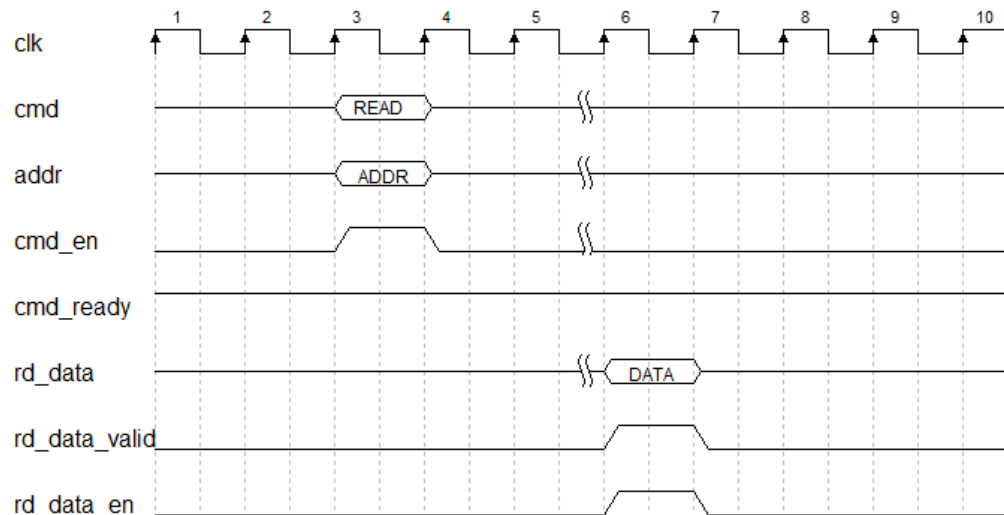 1 2 3 4 5 6 7 8 9 10
clk
cmd READ
addr ADDR
cmd_en
cmd_ready
rd_data DATA
rd_data_valid
rd_data_en